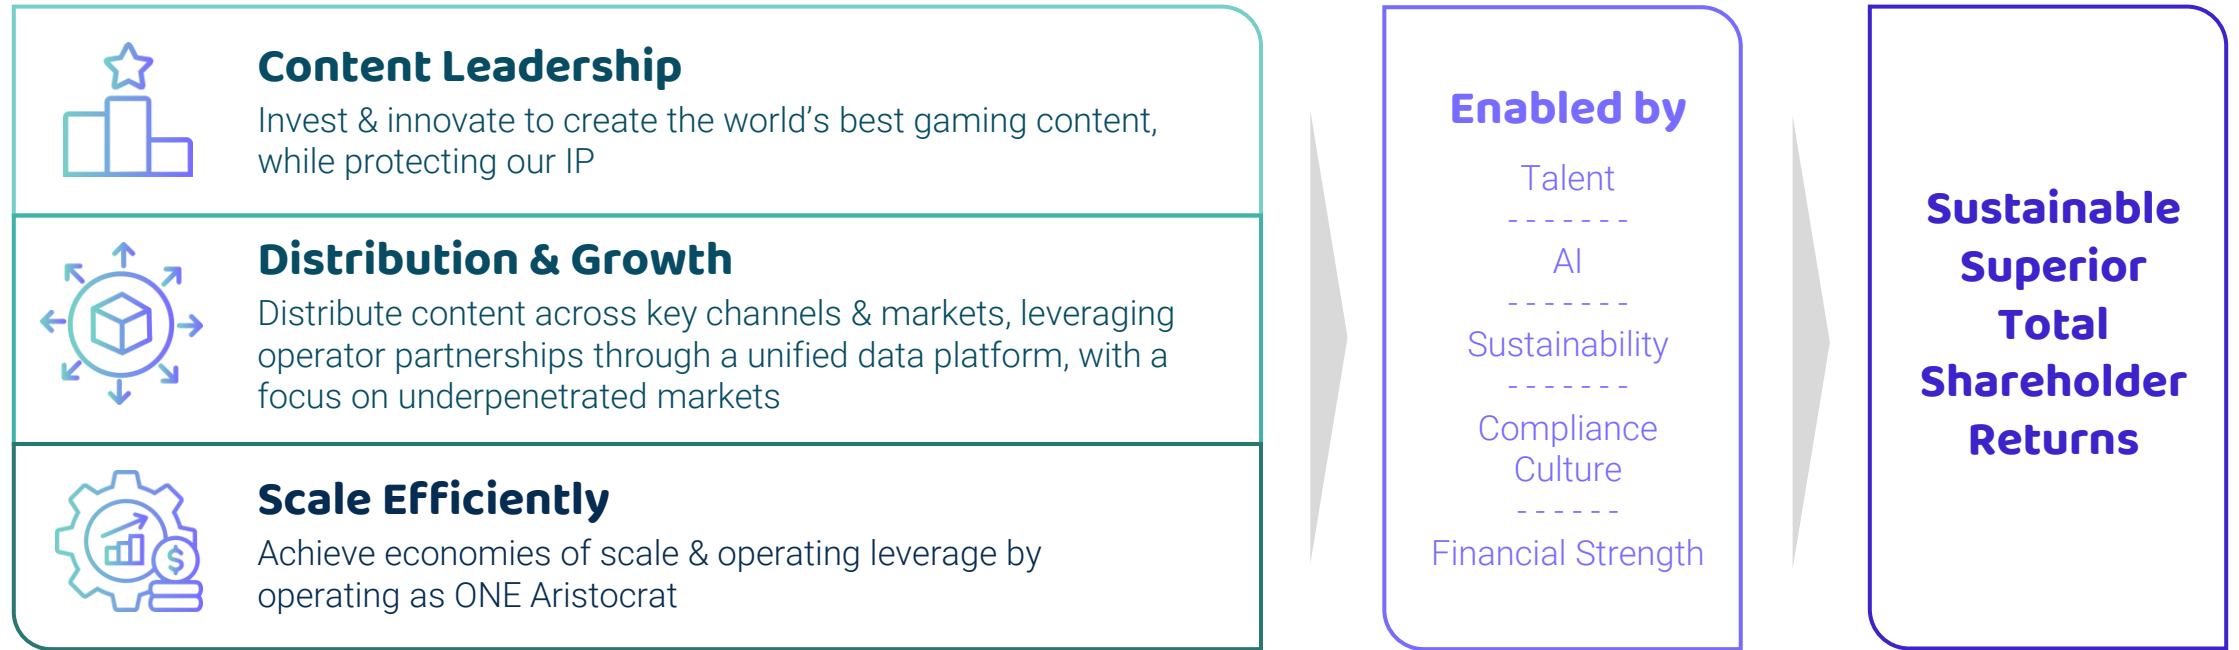 Content Leadership
Invest & innovate to create the world’s best gaming content,
while protecting our IP
Distribution & Growth
Distribute content across key channels & markets, leveraging
operator partnerships through a unified data platform, with a
focus on underpenetrated markets
Scale Efficiently
$
Achieve economies of scale & operating leverage by
operating as ONE Aristocrat
Enabled by
Talent
- - - - - - -
AI
- - - - - - -
Sustainability
- - - - - - -
Compliance
Culture
- - - - - -
Financial Strength
Sustainable
Superior
Total
Shareholder
Returns